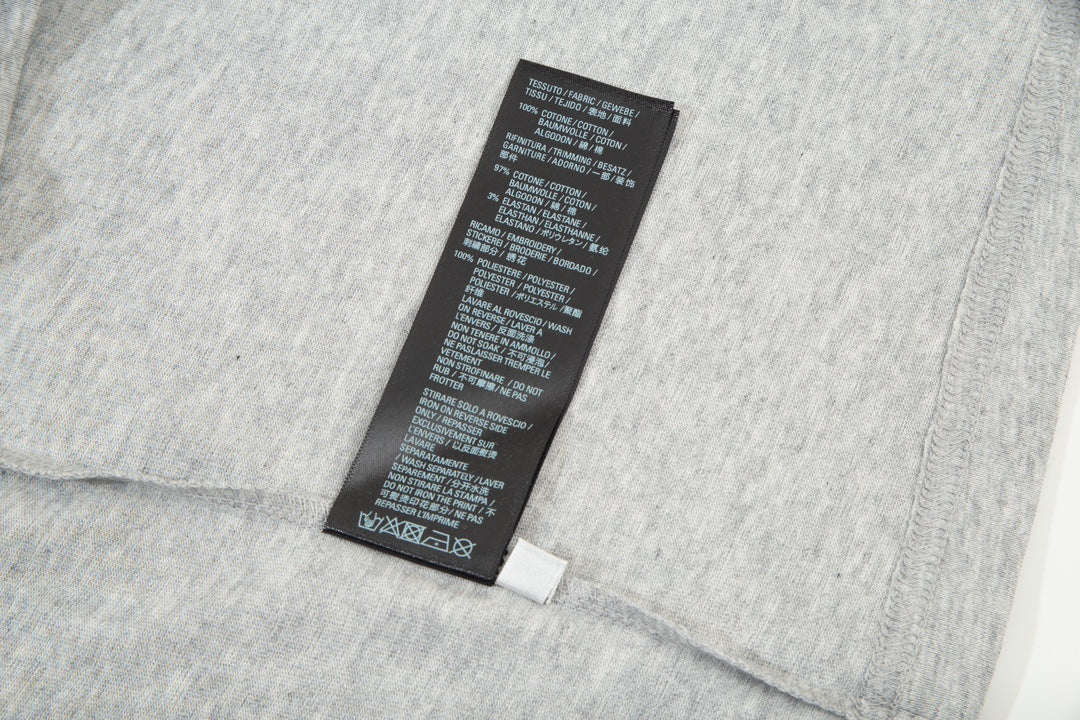 TESSUTO / FABRIC / GEWEBE /
TISSU / TEJIDO / 表地 / 面料
100% COTONE / COTTON /
BAUMWOLLE / COTON /
ALGODON / 綿 / 棉
RIFINITURA / TRIMMING / BESATZ /
GARNITURE / ADORNO / 一部 / 装饰
部件
97% COTONE / COTTON /
BAUMWOLLE / COTON /
ALGODON / 綿 / 棉
3% ELASTAN / ELASTANE /
ELASTHAN / ELASTHANNE /
ELASTANO / ポリウレタン / 氨纶
RICAMO / EMBROIDERY /
STICKEREI / BRODERIE / BORDADO /
刺繍部分 / 绣花
100% POLIESTERE / POLYESTER /
POLYESTER / POLYESTER /
POLIESTER / ポリエステル / 聚酯
纤维
LAVARE AL ROVESCIO / WASH
ON REVERSE / LAVER A
L'ENVERS / 反面洗涤
NON TENERE IN AMMOLLO /
DO NOT SOAK / 不可浸泡 /
NE PASLAISSER TREMPER LE
VETEMENT
NON STROFINARE / DO NOT
RUB / 不可摩擦 / NE PAS
FROTTER
STIRARE SOLO A ROVESCIO /
IRON ON REVERSE SIDE
ONLY / REPASSER
EXCLUSIVEMENT SUR
L'ENVERS / 以反面熨烫
LAVARE
SEPARATAMENTE
/ WASH SEPARATELY / LAVER
SEPAREMENT / 分开水洗
NON STIRARE LA STAMPA /
DO NOT IRON THE PRINT / 不
可熨烫印花部分 / NE PAS
REPASSER L'IMPRIME